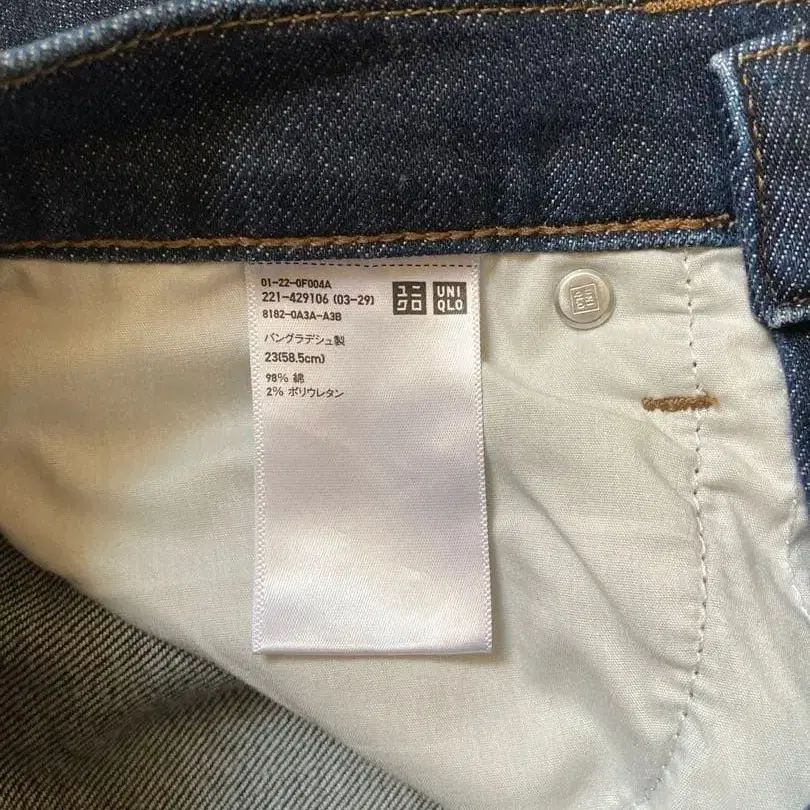 01-22-0F004A
221-429106 (03-29)
8182-0A3A-A3B
ユニクロ
UNIQLO
バングラデシュ製
23(58.5cm)
98% 綿
2% ポリウレタン